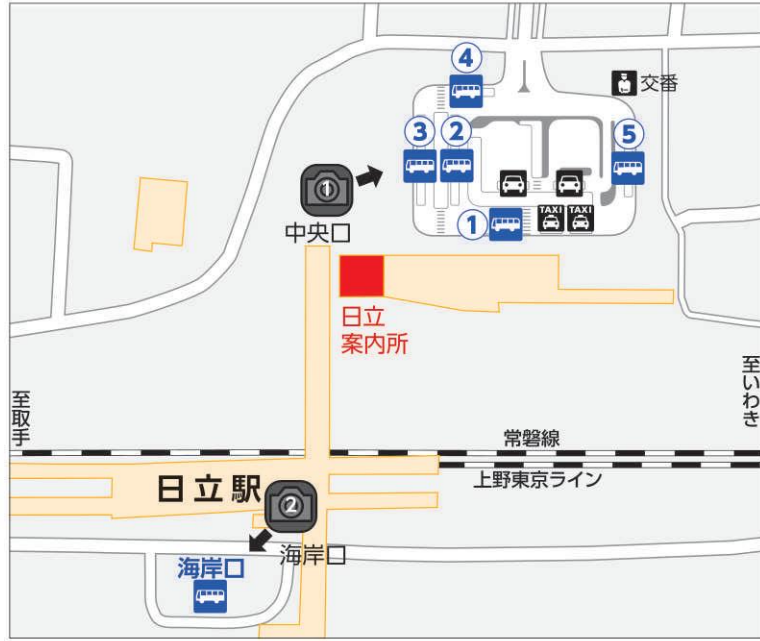 ④
交番
③
②
⑤
1
中央口
①
TAXI
TAXI
日立
案内所
至取手
至いわき
常磐線
上野東京ライン
日立駅
2
海岸口
海岸口